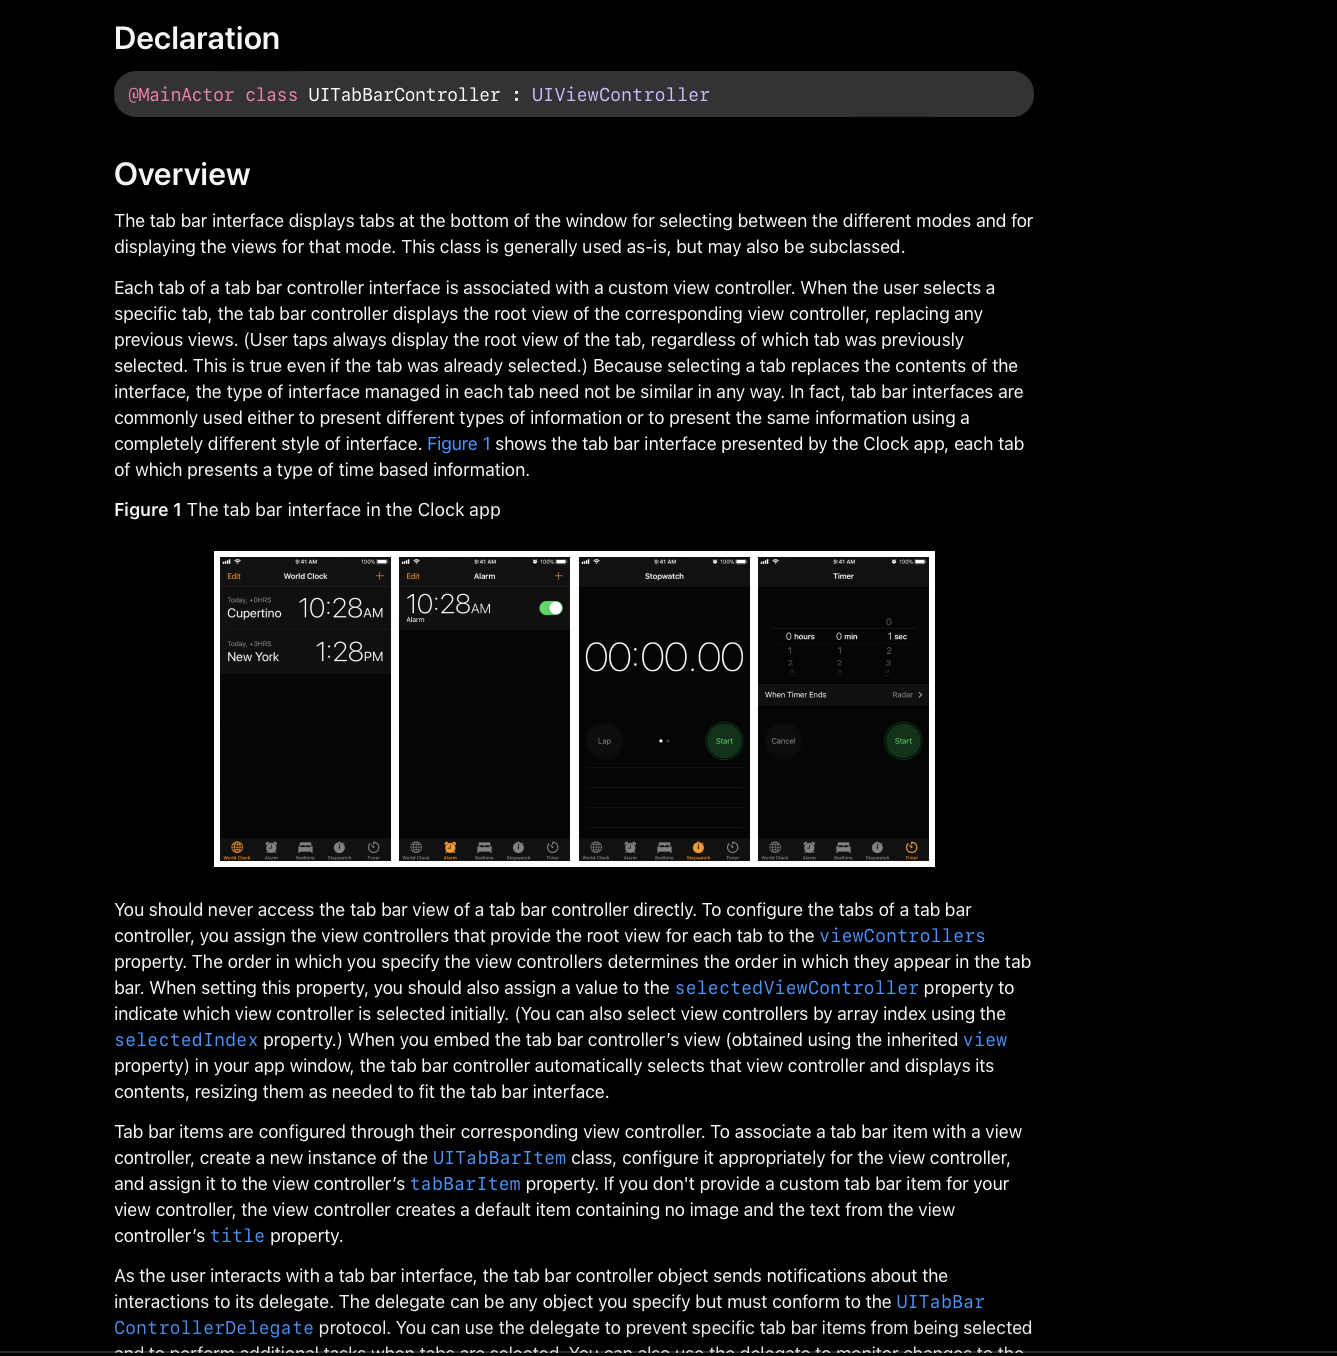 Declaration
@MainActor class UITabBarController : UIViewController
Overview
The tab bar interface displays tabs at the bottom of the window for selecting between the different modes and for
displaying the views for that mode. This class is generally used as-is, but may also be subclassed.
Each tab of a tab bar controller interface is associated with a custom view controller. When the user selects a
specific tab, the tab bar controller displays the root view of the corresponding view controller, replacing any
previous views. (User taps always display the root view of the tab, regardless of which tab was previously
selected. This is true even if the tab was already selected.) Because selecting a tab replaces the contents of the
interface, the type of interface managed in each tab need not be similar in any way. In fact, tab bar interfaces are
commonly used either to present different types of information or to present the same information using a
completely different style of interface. Figure 1 shows the tab bar interface presented by the Clock app, each tab
of which presents a type of time based information.
Figure 1 The tab bar interface in the Clock app
9:41 AM 100%
Edit World Clock +
Today, +0HRS
Cupertino 10:28AM
Today, +3HRS
New York 1:28PM
World Clock Alarm Bedtime Stopwatch Timer
9:41 AM 100%
Edit Alarm +
10:28AM
Alarm
World Clock Alarm Bedtime Stopwatch Timer
9:41 AM 100%
Stopwatch
00:00.00
Lap Start
World Clock Alarm Bedtime Stopwatch Timer
9:41 AM 100%
Timer
0
0 hours 0 min 1 sec
1 1 2
2 2 3
When Timer Ends Radar >
Cancel Start
World Clock Alarm Bedtime Stopwatch Timer
You should never access the tab bar view of a tab bar controller directly. To configure the tabs of a tab bar
controller, you assign the view controllers that provide the root view for each tab to the viewControllers
property. The order in which you specify the view controllers determines the order in which they appear in the tab
bar. When setting this property, you should also assign a value to the selectedViewController property to
indicate which view controller is selected initially. (You can also select view controllers by array index using the
selectedIndex property.) When you embed the tab bar controller’s view (obtained using the inherited view
property) in your app window, the tab bar controller automatically selects that view controller and displays its
contents, resizing them as needed to fit the tab bar interface.
Tab bar items are configured through their corresponding view controller. To associate a tab bar item with a view
controller, create a new instance of the UITabBarItem class, configure it appropriately for the view controller,
and assign it to the view controller’s tabBarItem property. If you don't provide a custom tab bar item for your
view controller, the view controller creates a default item containing no image and the text from the view
controller’s title property.
As the user interacts with a tab bar interface, the tab bar controller object sends notifications about the
interactions to its delegate. The delegate can be any object you specify but must conform to the UITabBar
ControllerDelegate protocol. You can use the delegate to prevent specific tab bar items from being selected
and to perform additional tasks when tabs are selected. You can also use the delegate to monitor changes to the